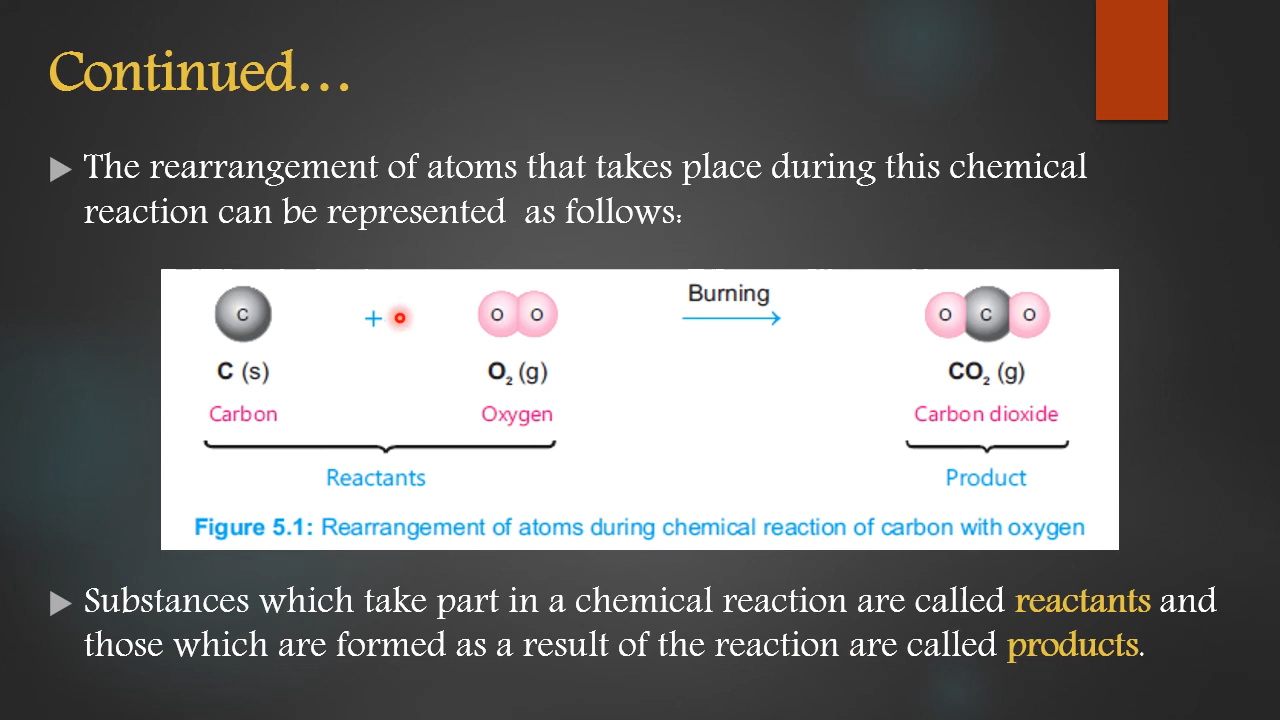 Continued...
The rearrangement of atoms that takes place during this chemical
reaction can be represented as follows:
C + O O Burning O C O
C (s) O₂ (g) CO₂ (g)
Carbon Oxygen Carbon dioxide
Reactants Product
Figure 5.1: Rearrangement of atoms during chemical reaction of carbon with oxygen
Substances which take part in a chemical reaction are called reactants and
those which are formed as a result of the reaction are called products.